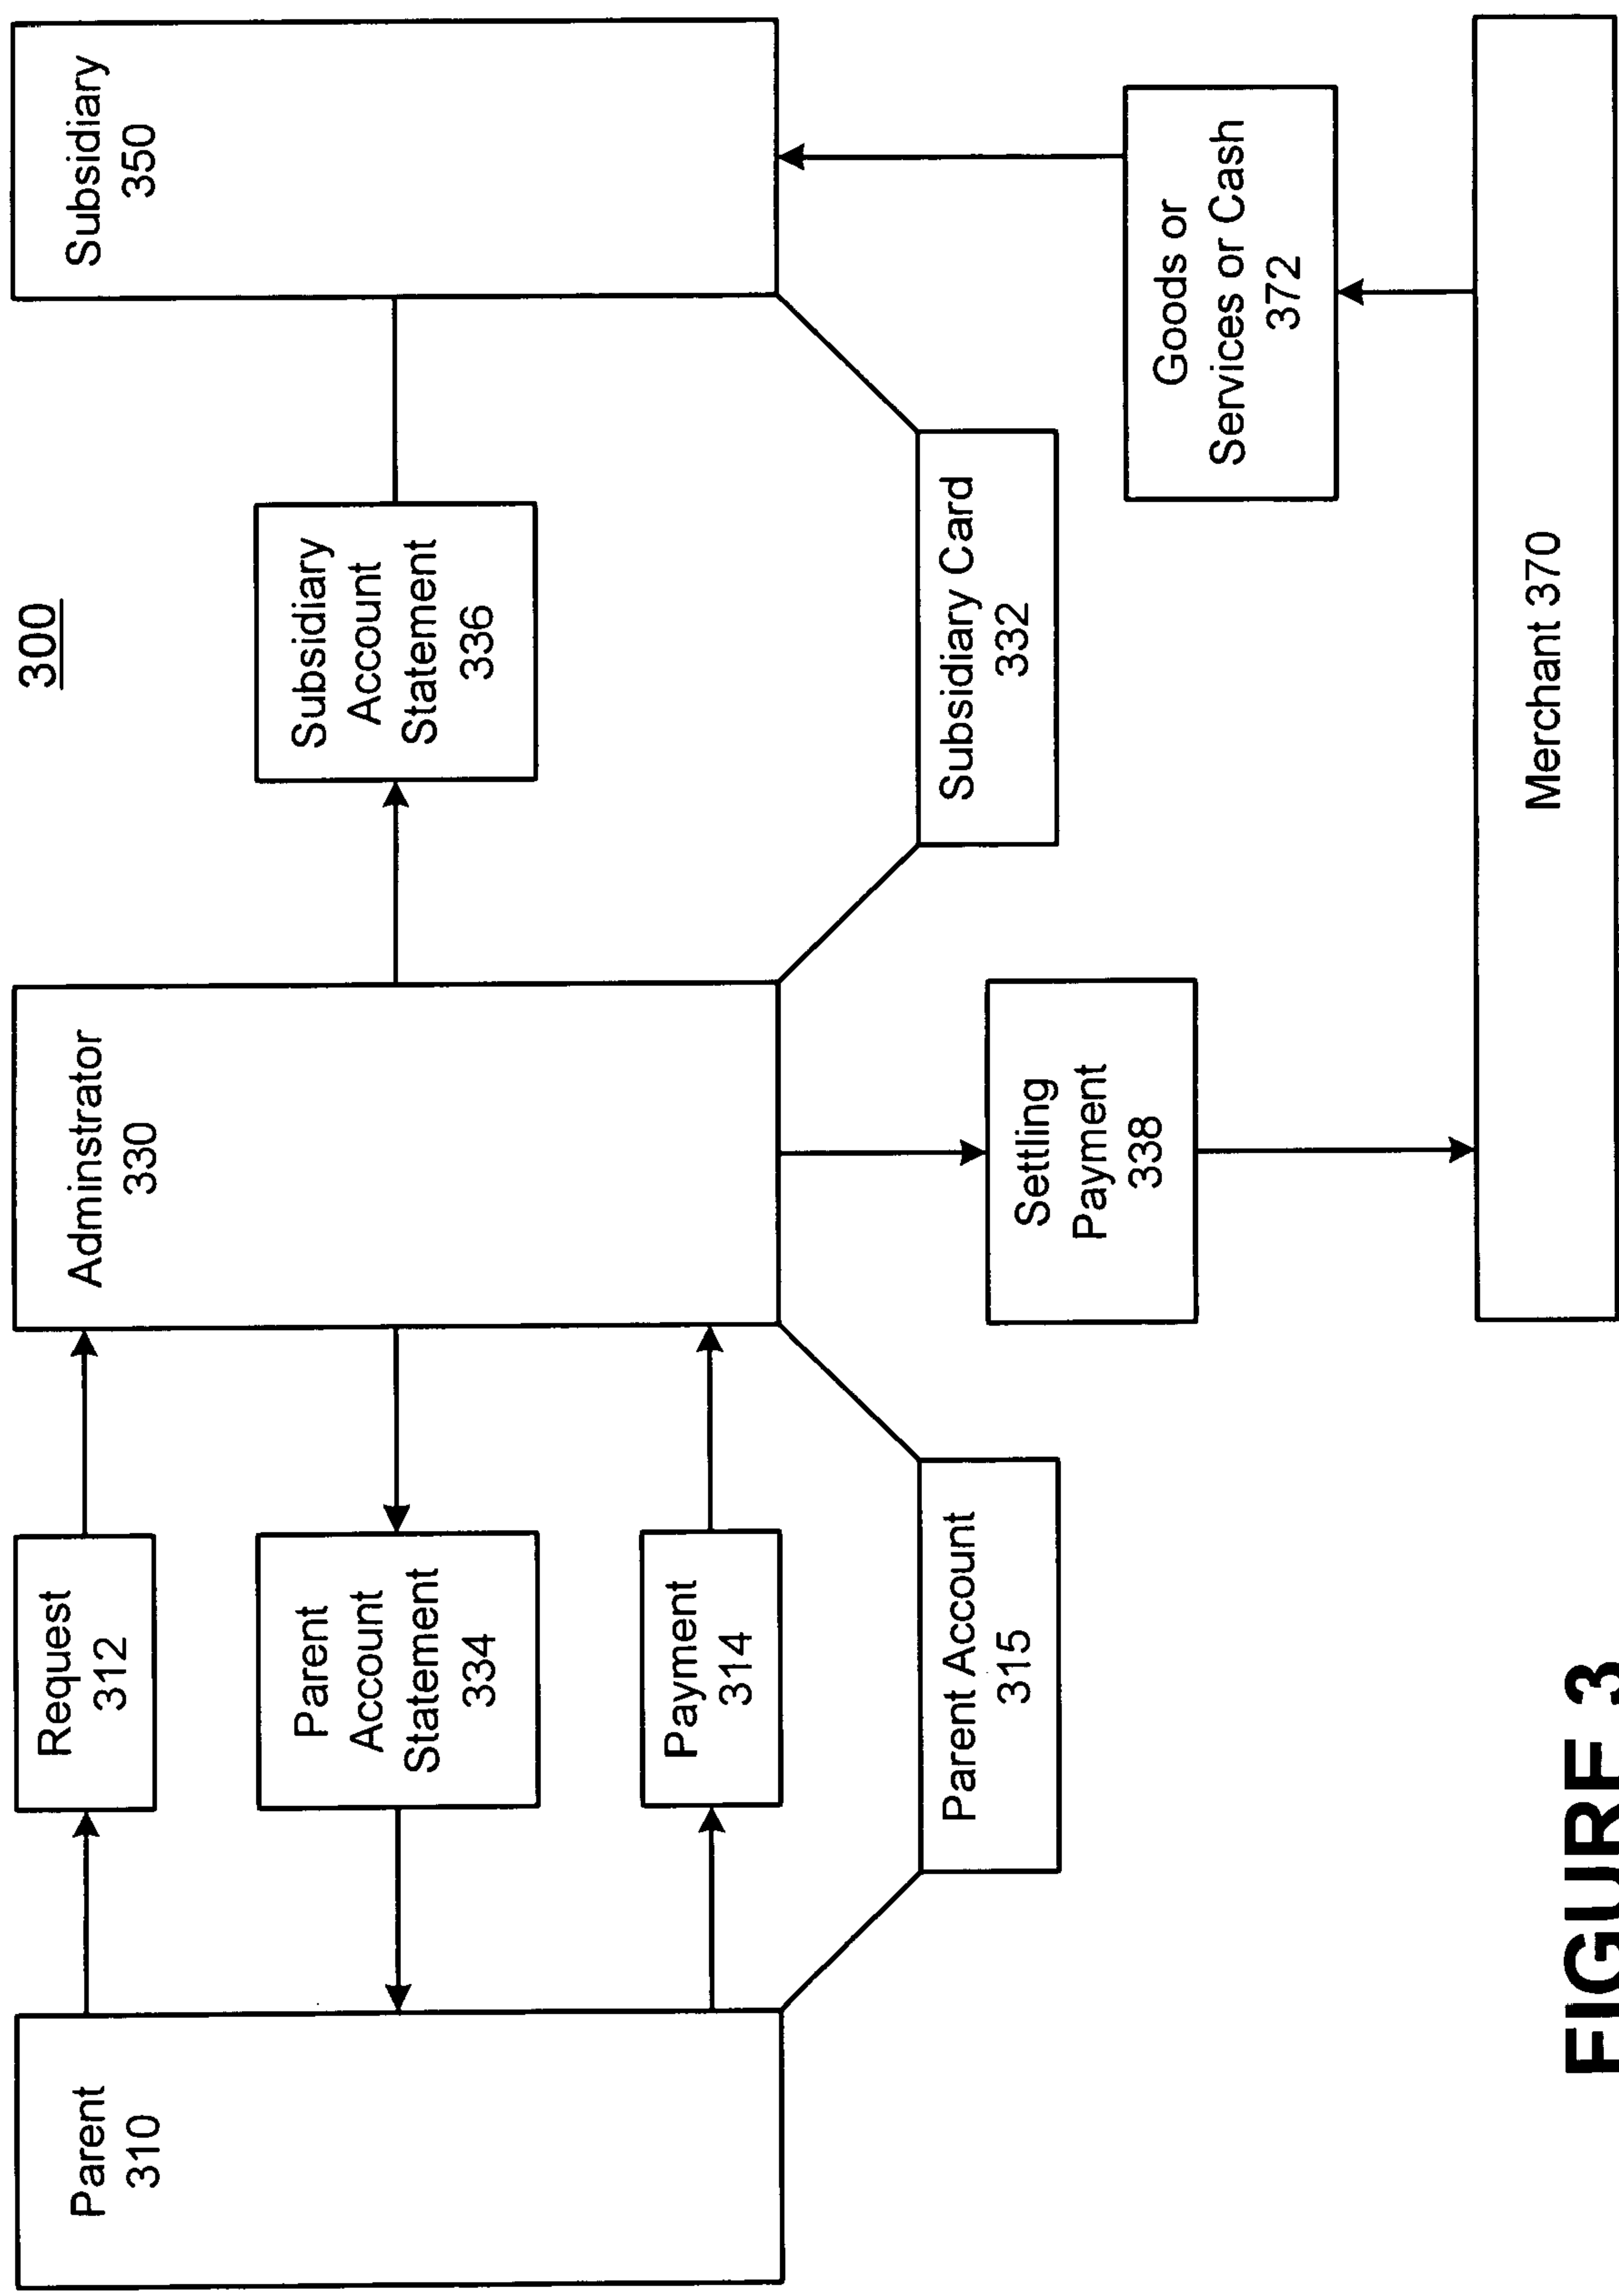 300
Parent
310
Request
312
Parent
Account
Statement
334
Payment
314
Parent Account
315
Adminstrator
330
Settling
Payment
338
Subsidiary
Account
Statement
336
Subsidiary Card
332
Subsidiary
350
Goods or
Services or Cash
372
Merchant 370
FIGURE 3